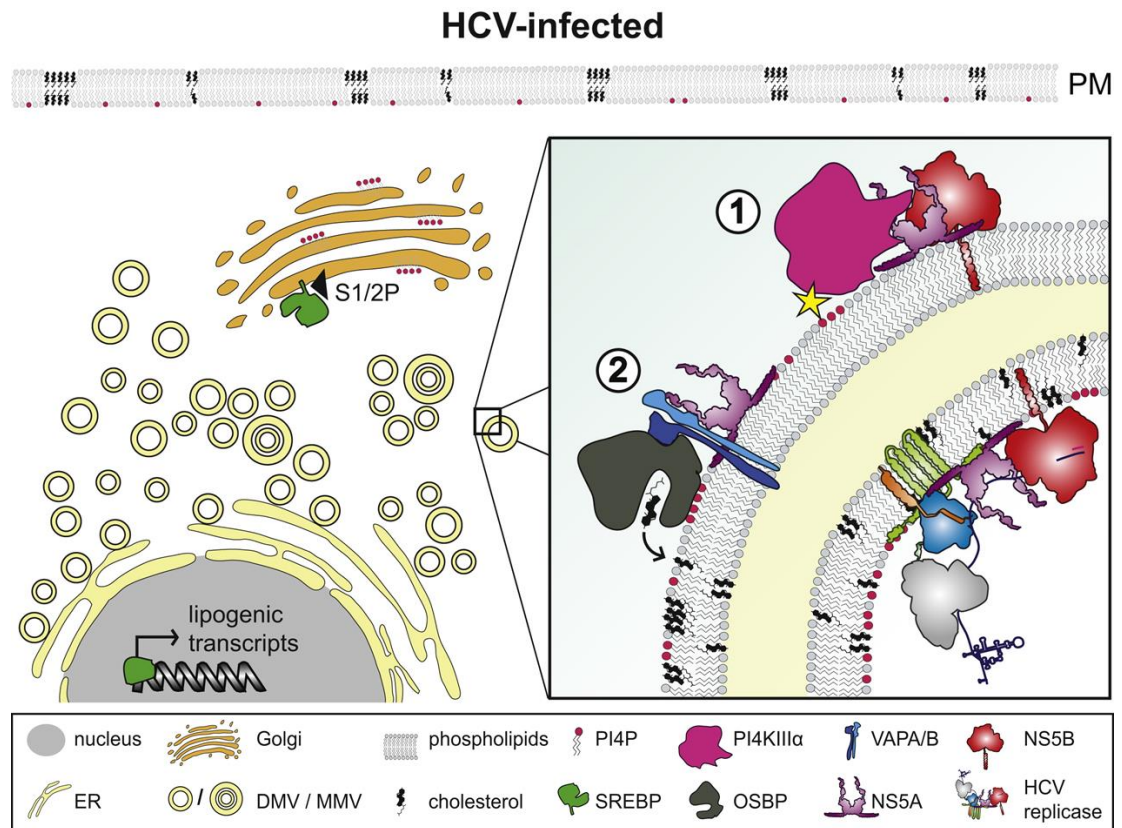 HCV-infected
PM
S1/2P
lipogenic
transcripts
1
2
nucleus
Golgi
phospholipids
PI4P
PI4KIIIα
VAPA/B
NS5B
ER
DMV / MMV
cholesterol
SREBP
OSBP
NS5A
HCV
replicase